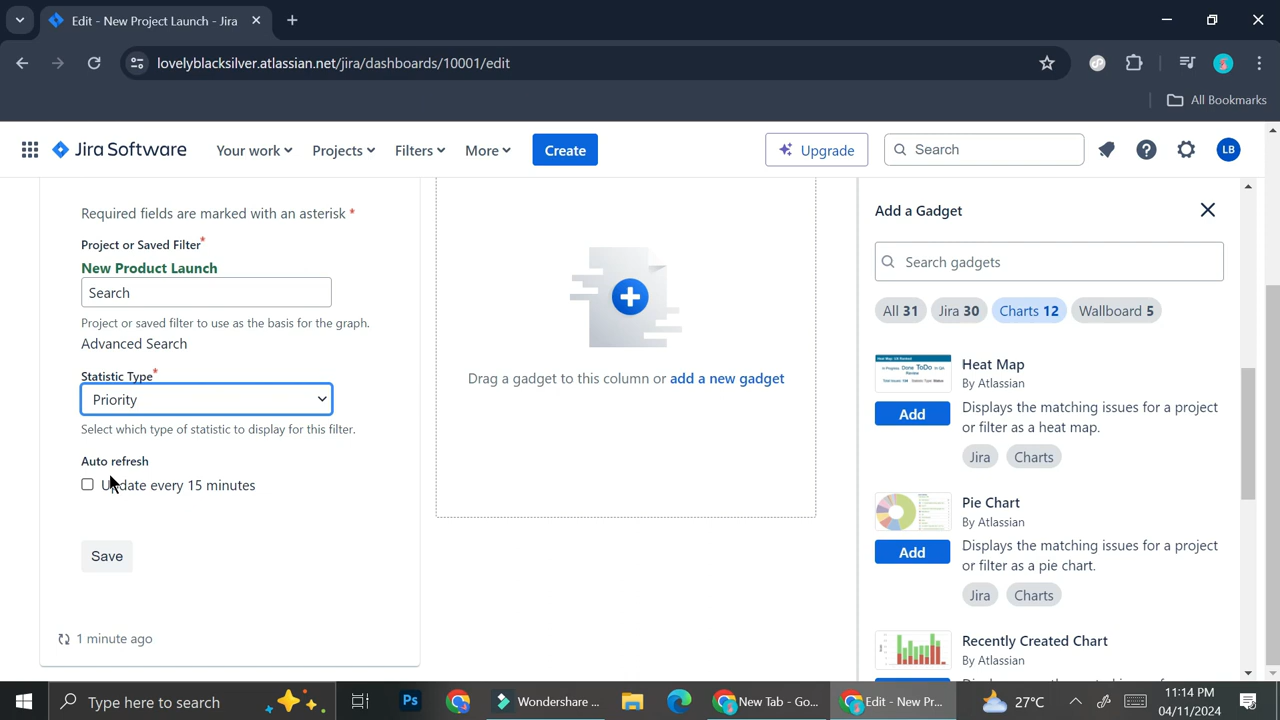 Edit - New Project Launch - Jira
lovelyblacksilver.atlassian.net/jira/dashboards/10001/edit
All Bookmarks
Jira Software
Your work
Projects
Filters
More
Create
Upgrade
Search
LB
Required fields are marked with an asterisk *
Project or Saved Filter*
New Product Launch
Search
Project or saved filter to use as the basis for the graph.
Advanced Search
Statistic Type*
Priority
Select which type of statistic to display for this filter.
Auto refresh
Update every 15 minutes
Save
1 minute ago
Drag a gadget to this column or add a new gadget
Add a Gadget
Search gadgets
All 31
Jira 30
Charts 12
Wallboard 5
Heat Map
By Atlassian
Add
Displays the matching issues for a project
or filter as a heat map.
Jira
Charts
Pie Chart
By Atlassian
Add
Displays the matching issues for a project
or filter as a pie chart.
Jira
Charts
Recently Created Chart
By Atlassian
Type here to search
Ps
Wondershare ...
New Tab - Go...
Edit - New Pr...
27°C
11:14 PM
04/11/2024